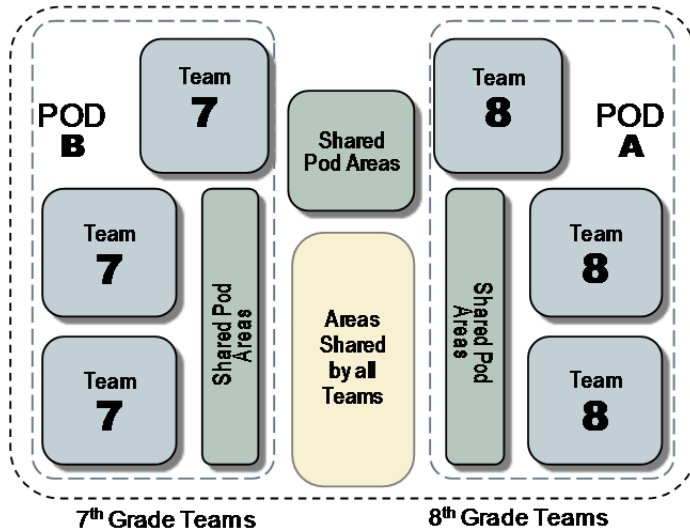 POD
B
Team
7
Team
7
Team
7
Shared Pod
Areas
Shared
Pod Areas
Areas
Shared
by all
Teams
Team
8
POD
A
Team
8
Team
8
Shared Pod
Areas
7th Grade Teams
8th Grade Teams